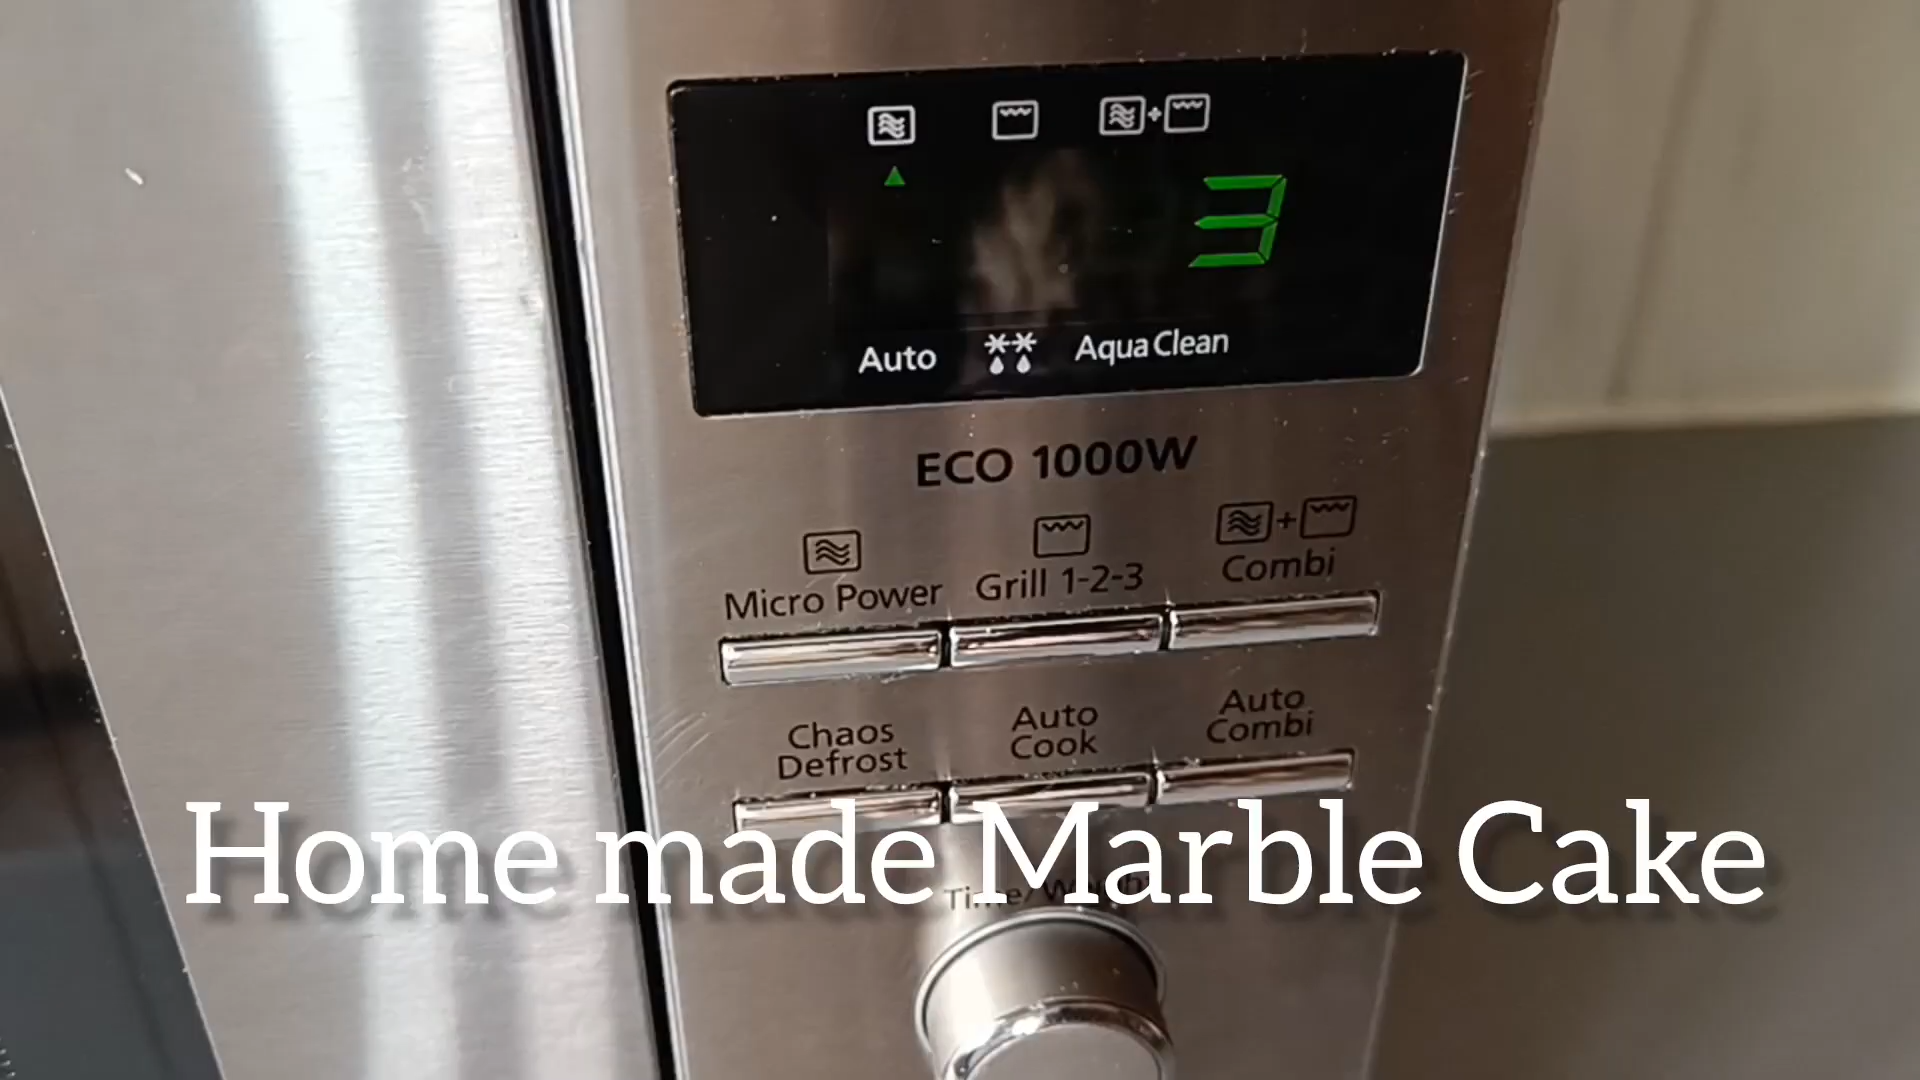 3
Auto
Aqua Clean
ECO 1000W
Micro Power
Grill 1-2-3
Combi
+
Chaos
Defrost
Auto
Cook
Auto
Combi
Home made Marble Cake